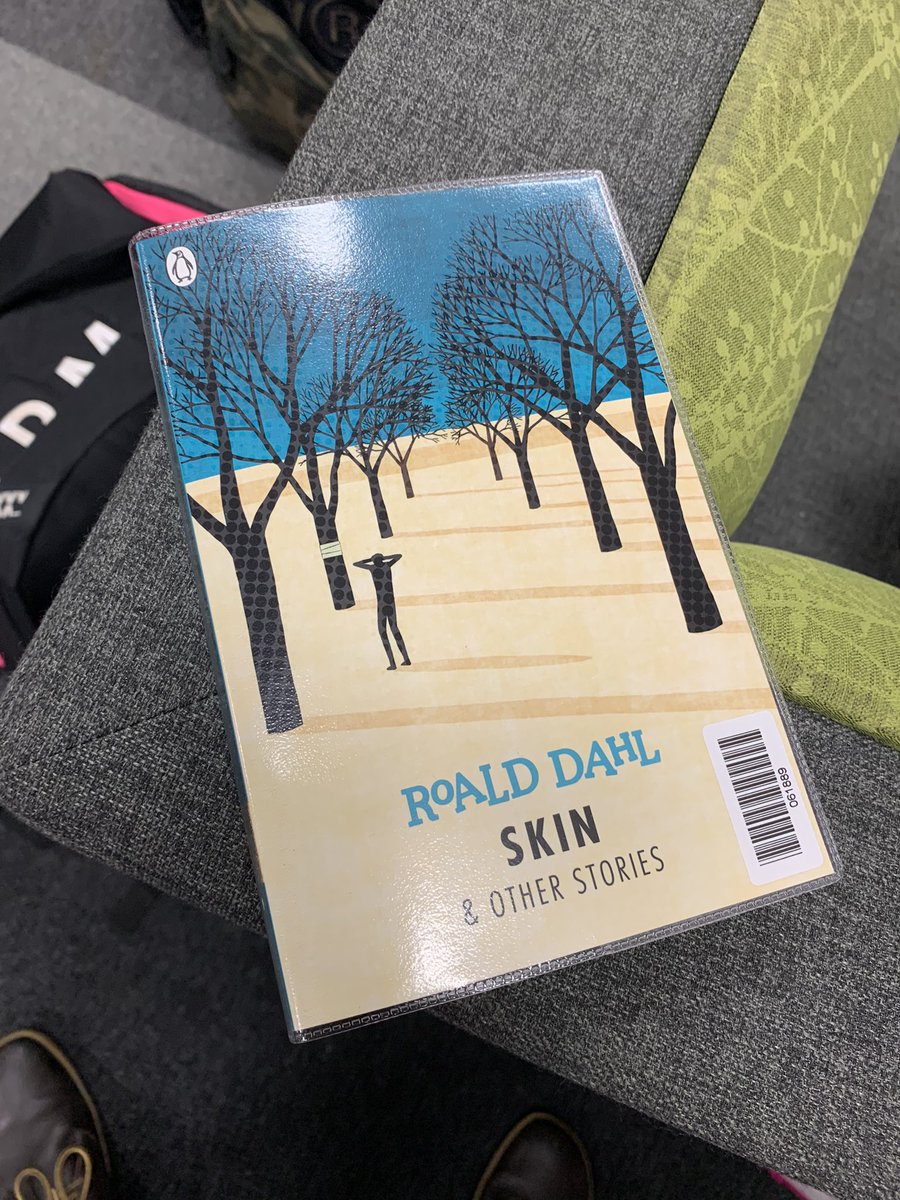 ROALD DAHL
SKIN
& OTHER STORIES
061889
R